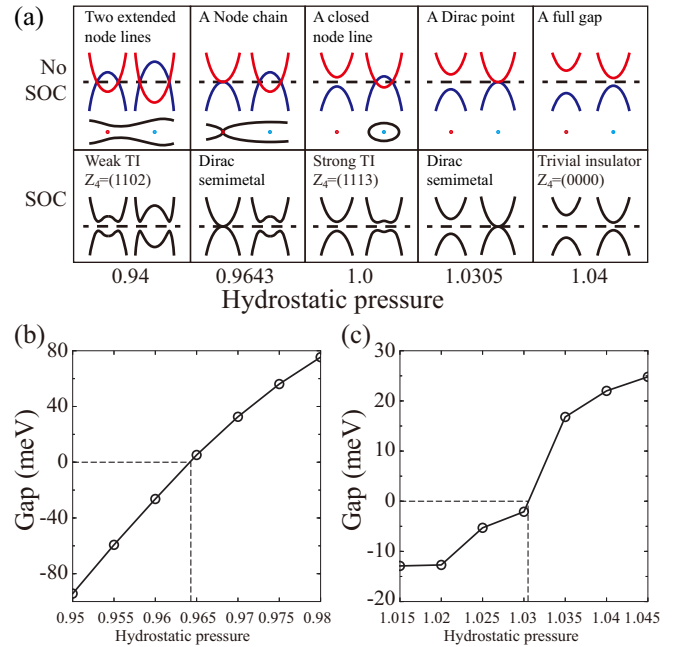 (a)
Two extended
node lines
A Node chain
A closed
node line
A Dirac point
A full gap
No
SOC
Weak TI
Z4=(1102)
Dirac
semimetal
Strong TI
Z4=(1113)
Dirac
semimetal
Trivial insulator
Z4=(0000)
SOC
0.94 0.9643 1.0 1.0305 1.04
Hydrostatic pressure
(b)
80
40
0
-40
-80
Gap (meV)
0.95 0.955 0.96 0.965 0.97 0.975 0.98
Hydrostatic pressure
(c)
30
20
10
0
-10
-20
Gap (meV)
1.015 1.02 1.025 1.03 1.035 1.04 1.045
Hydrostatic pressure